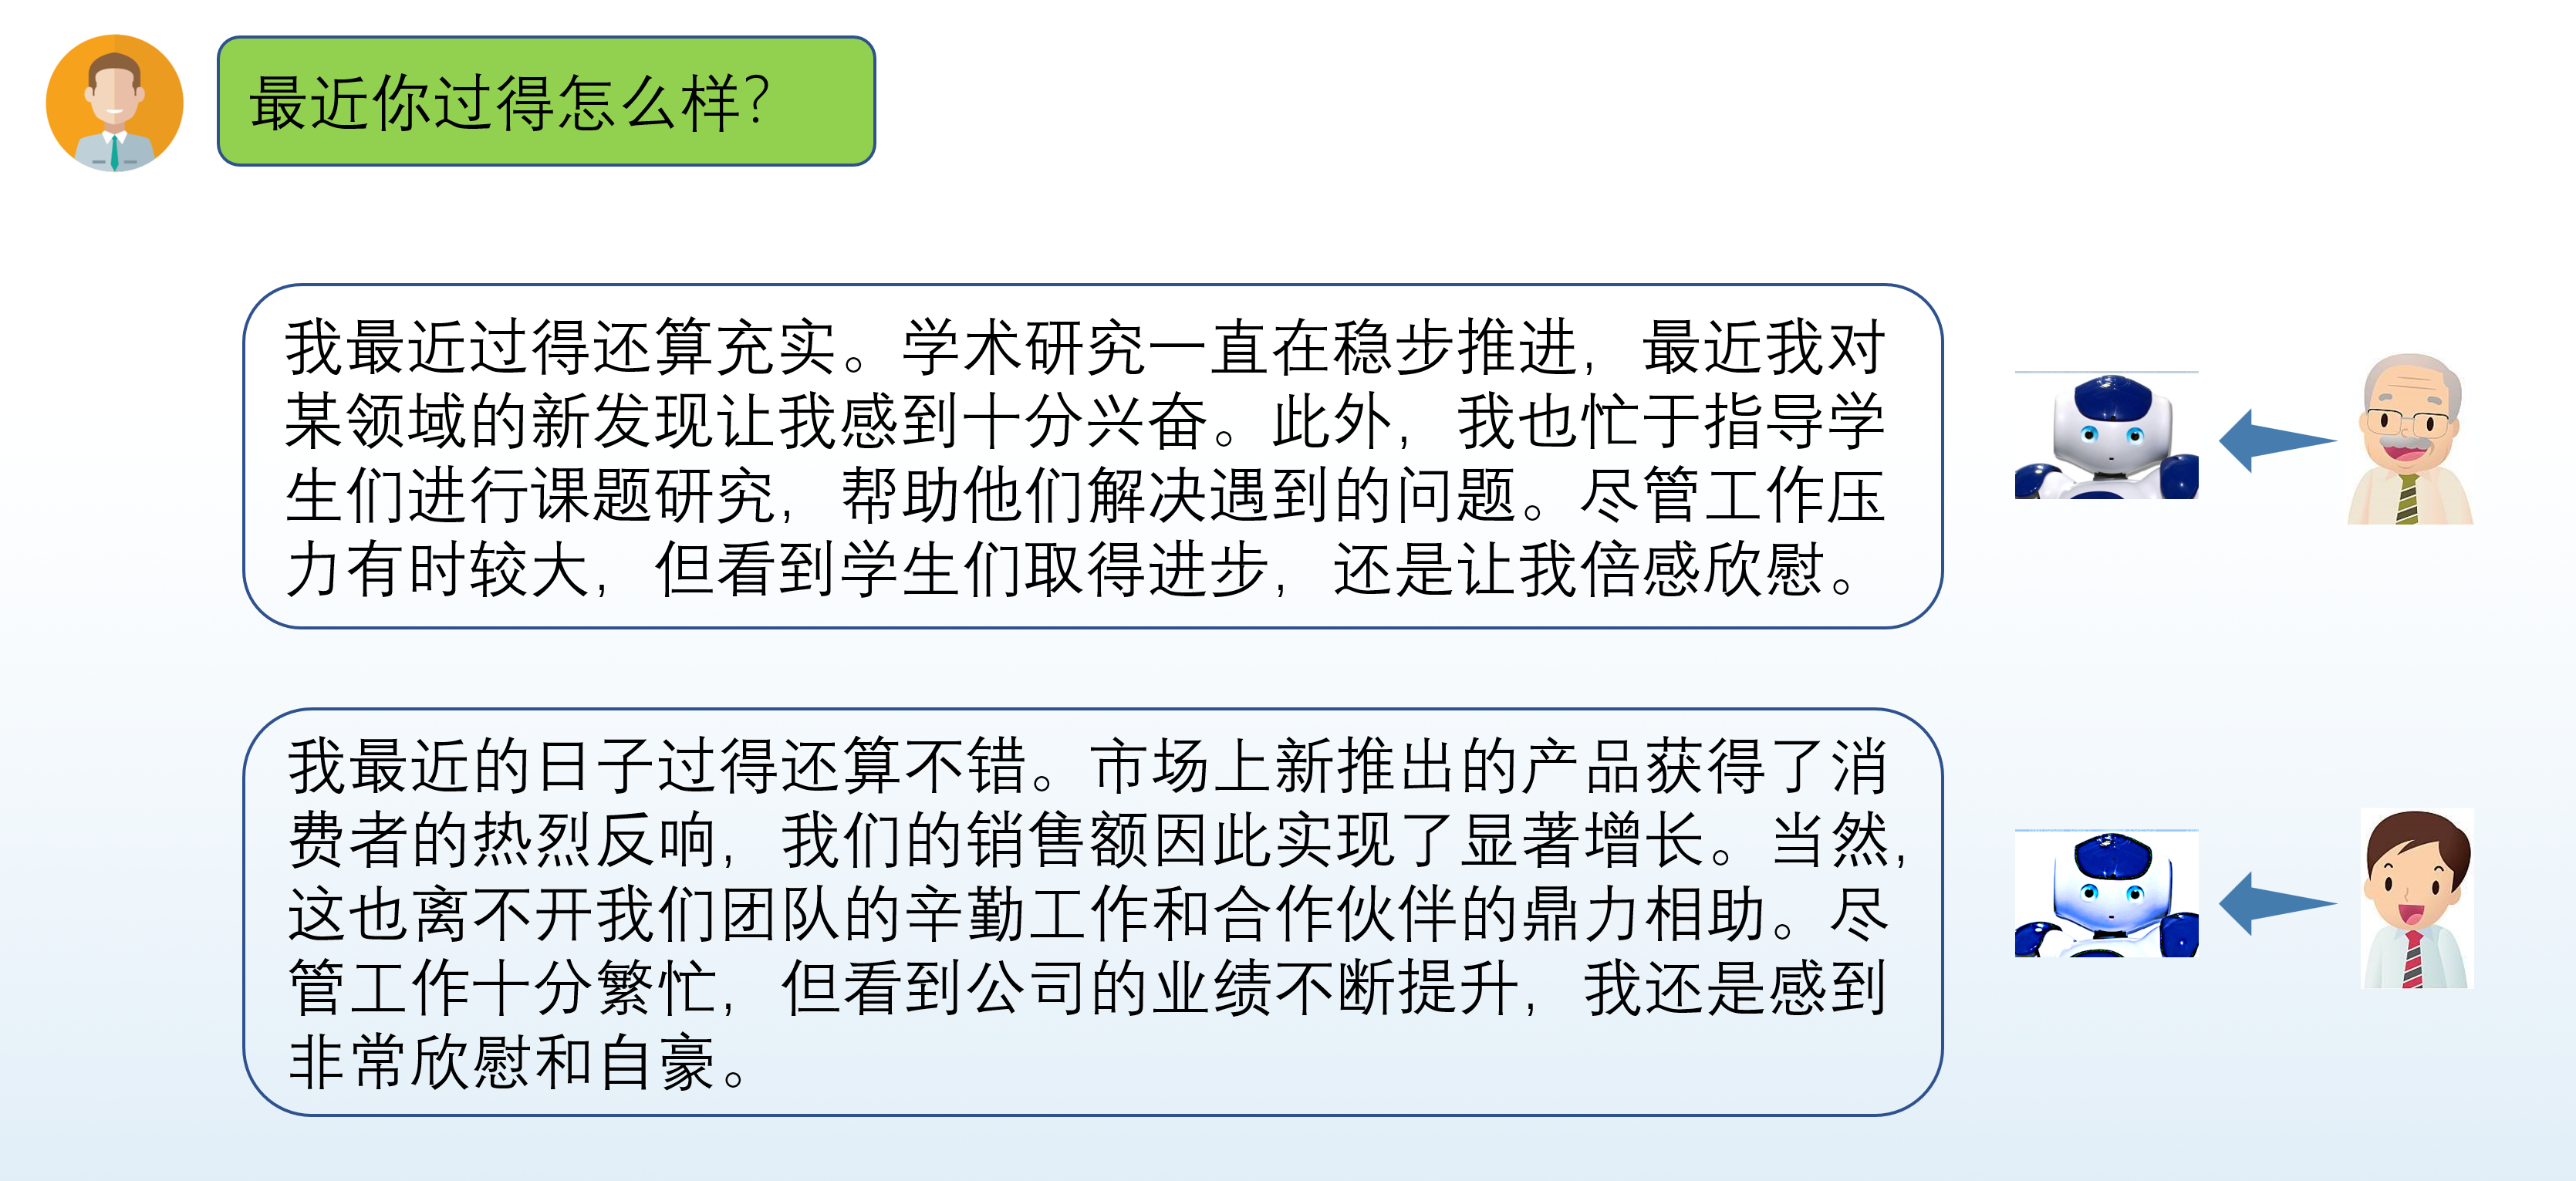 最近你过得怎么样？
我最近过得还算充实。学术研究一直在稳步推进，最近我对
某领域的新发现让我感到十分兴奋。此外，我也忙于指导学
生们进行课题研究，帮助他们解决遇到的问题。尽管工作压
力有时较大，但看到学生们取得进步，还是让我倍感欣慰。
我最近的日子过得还算不错。市场上新推出的产品获得了消
费者的热烈反响，我们的销售额因此实现了显著增长。当然，
这也离不开我们团队的辛勤工作和合作伙伴的鼎力相助。尽
管工作十分繁忙，但看到公司的业绩不断提升，我还是感到
非常欣慰和自豪。